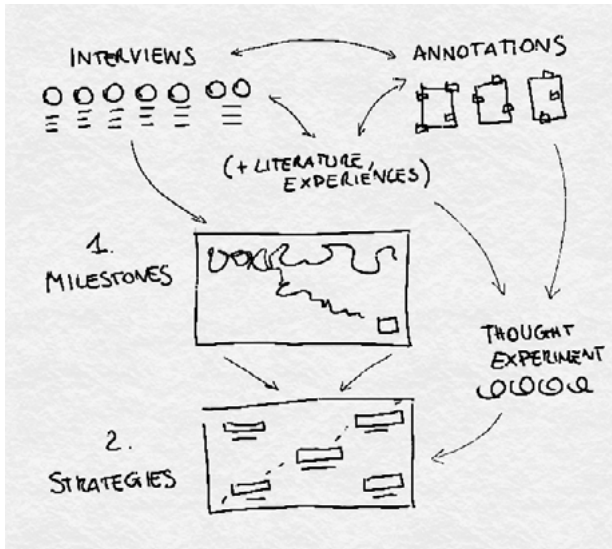 INTERVIEWS
ANNOTATIONS
(+ LITERATURE,
EXPERIENCES)
1.
MILESTONES
THOUGHT
EXPERIMENT
2.
STRATEGIES